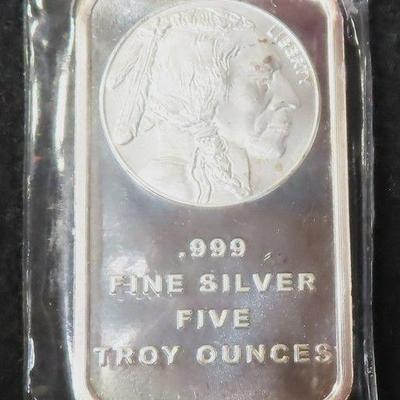 LIBERTY
.999
FINE SILVER
FIVE
TROY OUNCES